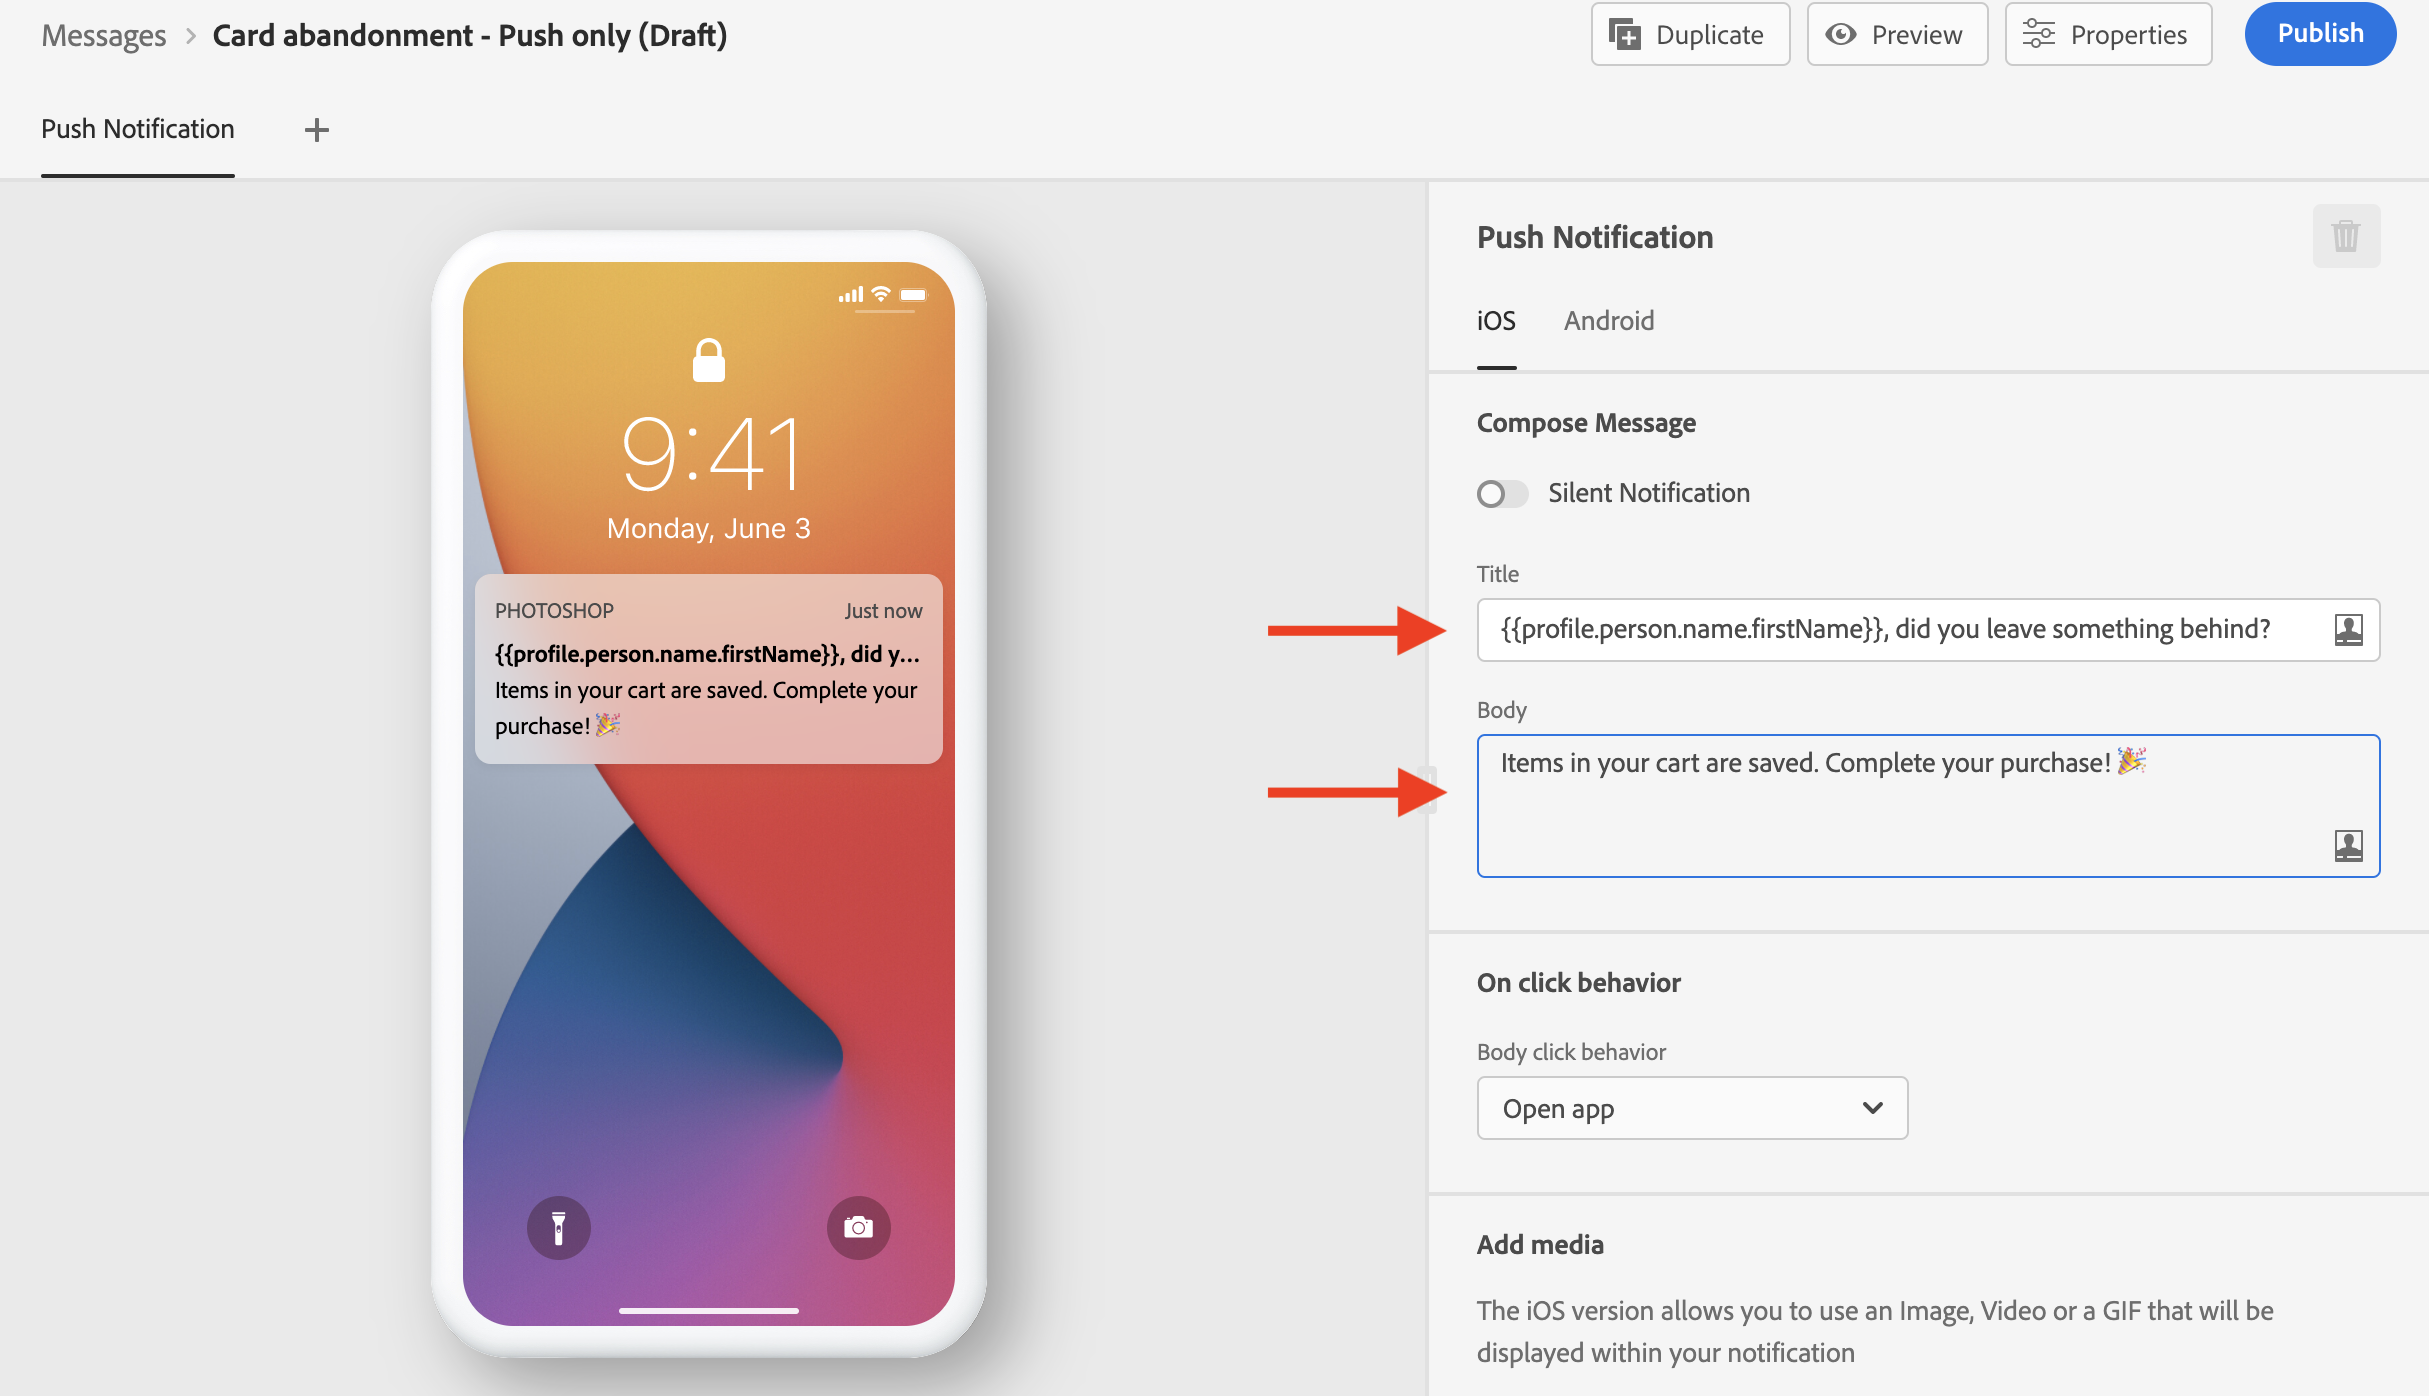 Messages > Card abandonment - Push only (Draft)
Duplicate
Preview
Properties
Publish
Push Notification
9:41
Monday, June 3
PHOTOSHOP
Just now
{{profile.person.name.firstName}}, did y...
Items in your cart are saved. Complete your
purchase! 🎉
Push Notification
iOS
Android
Compose Message
Silent Notification
Title
{{profile.person.name.firstName}}, did you leave something behind?
Body
Items in your cart are saved. Complete your purchase! 🎉
On click behavior
Body click behavior
Open app
Add media
The iOS version allows you to use an Image, Video or a GIF that will be
displayed within your notification